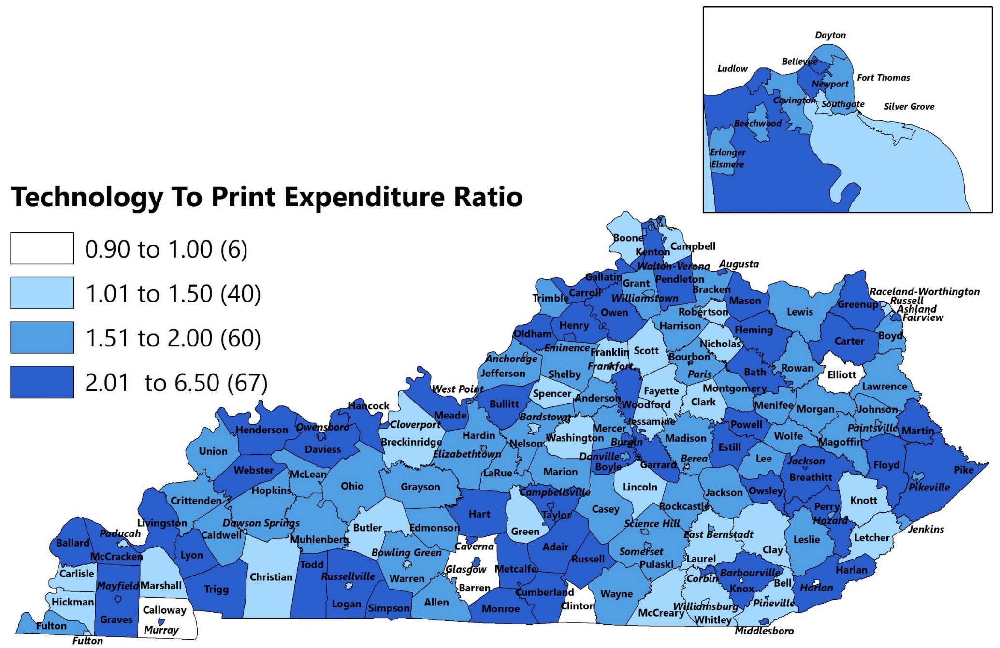 Dayton
Bellevue
Ludlow
Fort Thomas
Newport
Covington
Southgate
Silver Grove
Beechwood
Erlanger
Elsmere
Technology To Print Expenditure Ratio
0.90 to 1.00 (6)
1.01 to 1.50 (40)
1.51 to 2.00 (60)
2.01 to 6.50 (67)
Boone
Campbell
Kenton
Walton-Verona
Augusta
Gallatin
Grant
Pendleton
Bracken
Carroll
Trimble
Williamstown
Mason
Raceland-Worthington
Russell
Ashland
Fairview
Greenup
Lewis
Robertson
Owen
Henry
Harrison
Fleming
Oldham
Carter
Boyd
Nicholas
Eminence
Franklin
Scott
Bourbon
Anchorage
Frankfort
Jefferson
Shelby
Paris
Rowan
Bath
Elliott
West Point
Spencer
Fayette
Montgomery
Lawrence
Anderson
Clark
Bullitt
Woodford
Hancock
Menifee
Morgan
Johnson
Meade
Bardstown
Jessamine
Cloverport
Owensboro
Henderson
Mercer
Powell
Paintsville
Martin
Hardin
Washington
Madison
Wolfe
Breckinridge
Burgin
Nelson
Magoffin
Union
Daviess
Estill
Elizabethtown
Danville
Berea
Lee
Jackson
Boyle
Garrard
Floyd
Pike
Webster
McLean
LaRue
Marion
Breathitt
Ohio
Grayson
Lincoln
Pikeville
Hopkins
Campbellsville
Jackson
Owsley
Crittenden
Knott
Casey
Rockcastle
Perry
Hart
Taylor
Hazard
Livingston
Dawson Springs
Science Hill
Butler
Edmonson
Green
Jenkins
Paducah
Caldwell
East Bernstadt
Letcher
Muhlenberg
Leslie
Ballard
Caverna
Adair
Clay
Bowling Green
Somerset
McCracken
Lyon
Laurel
Russell
Todd
Pulaski
Glasgow
Metcalfe
Harlan
Carlisle
Christian
Russellville
Warren
Corbin
Barbourville
Bell
Mayfield
Marshall
Trigg
Barren
Knox
Harlan
Cumberland
Wayne
Hickman
Logan
Simpson
Allen
Clinton
Williamsburg
Pineville
Calloway
Monroe
McCreary
Graves
Whitley
Fulton
Murray
Middlesboro
Fulton